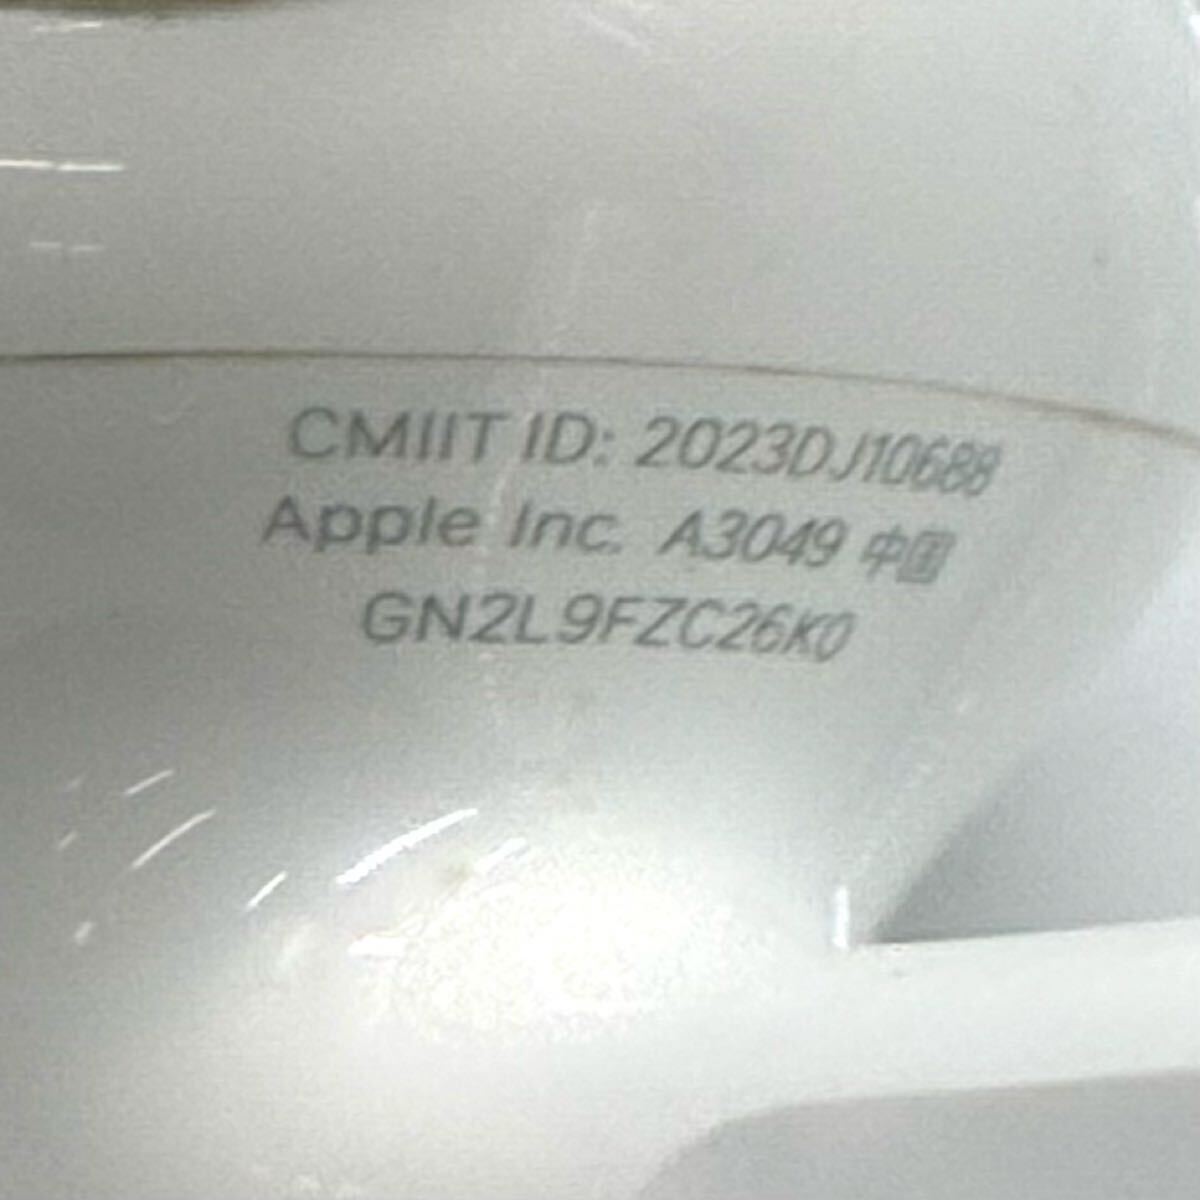 CMIIT ID: 2023DJ10688
Apple Inc. A3049 中国
GN2L9FZC26K0